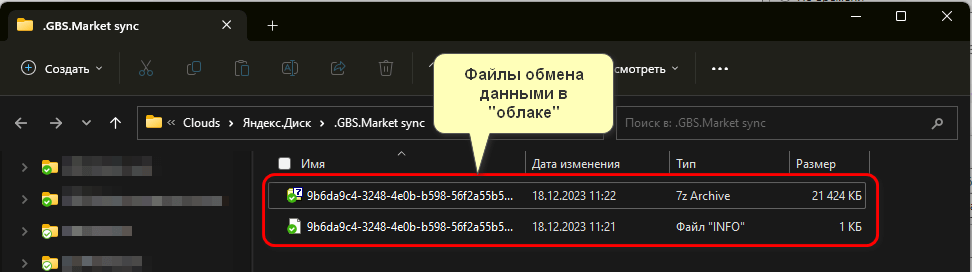 .GBS.Market sync
Создать
Файлы обмена
данными в
"облаке"
смотреть
Clouds > Яндекс.Диск > .GBS.Market sync
Поиск в: .GBS.Market sync
Имя Дата изменения Тип Размер
9b6da9c4-3248-4e0b-b598-56f2a55b5... 18.12.2023 11:22 7z Archive 21 424 КБ
9b6da9c4-3248-4e0b-b598-56f2a55b5... 18.12.2023 11:21 Файл "INFO" 1 КБ